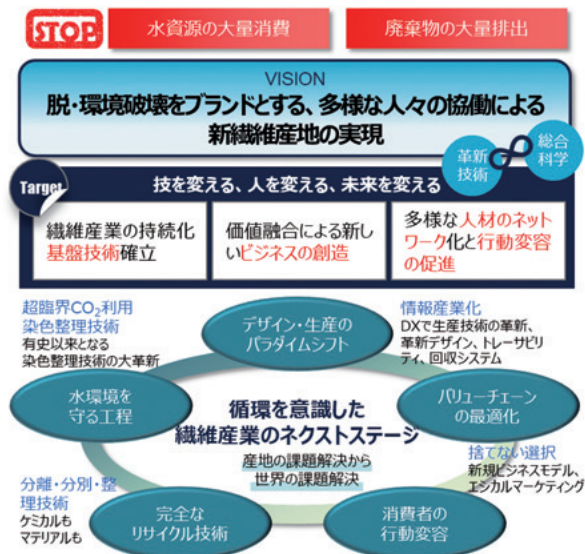 STOP
水資源の大量消費
廃棄物の大量排出
VISION
脱・環境破壊をブランドとする、多様な人々の協働による
新繊維産地の実現
革新
技術
総合
科学
Target
技を変える、人を変える、未来を変える
繊維産業の持続化
基盤技術確立
価値融合による新し
いビジネスの創造
多様な人材のネット
ワーク化と行動変容
の促進
超臨界CO₂利用
染色整理技術
有史以来となる
染色整理技術の大革新
デザイン・生産の
パラダイムシフト
情報産業化
DXで生産技術の革新、
革新デザイン、トレーサビリ
ティ、回収システム
水環境を
守る工程
循環を意識した
繊維産業のネクストステージ
産地の課題解決から
世界の課題解決
バリューチェーン
の最適化
捨てない選択
新規ビジネスモデル、
エシカルマーケティング
分離・分別・整
理技術
ケミカルも
マテリアルも
完全な
リサイクル技術
消費者の
行動変容